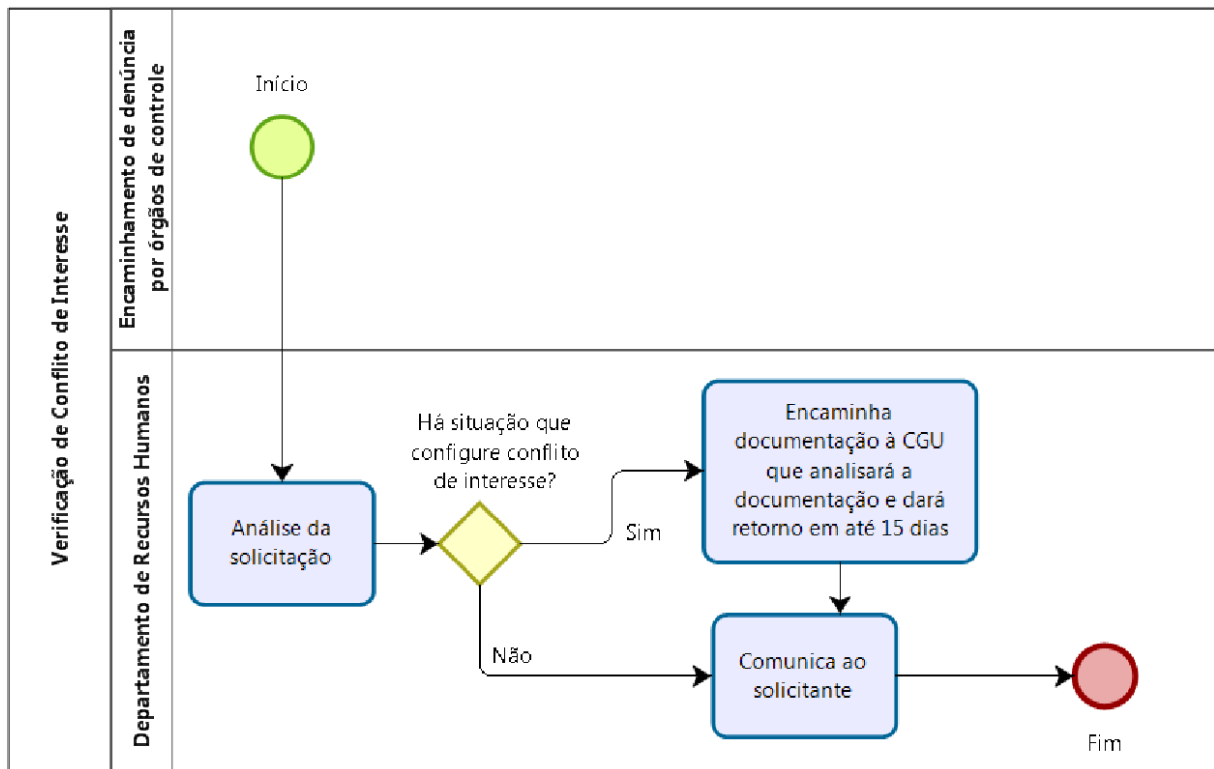 Verificação de Conflito de Interesse
Encaminhamento de denúncia
por órgãos de controle
Início
Departamento de Recursos Humanos
Análise da
solicitação
Há situação que
configure conflito
de interesse?
Sim
Encaminha
documentação à CGU
que analisará a
documentação e dará
retorno em até 15 dias
Não
Comunica ao
solicitante
Fim